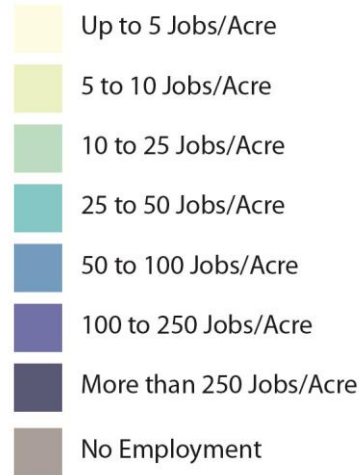 Up to 5 Jobs/Acre
5 to 10 Jobs/Acre
10 to 25 Jobs/Acre
25 to 50 Jobs/Acre
50 to 100 Jobs/Acre
100 to 250 Jobs/Acre
More than 250 Jobs/Acre
No Employment